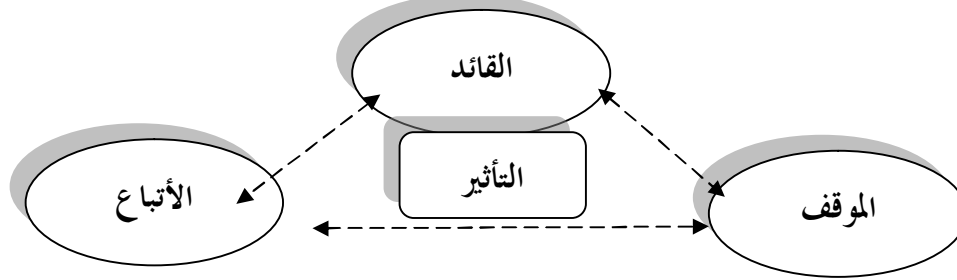 القائد
التأثير
الأتباع
الموقف